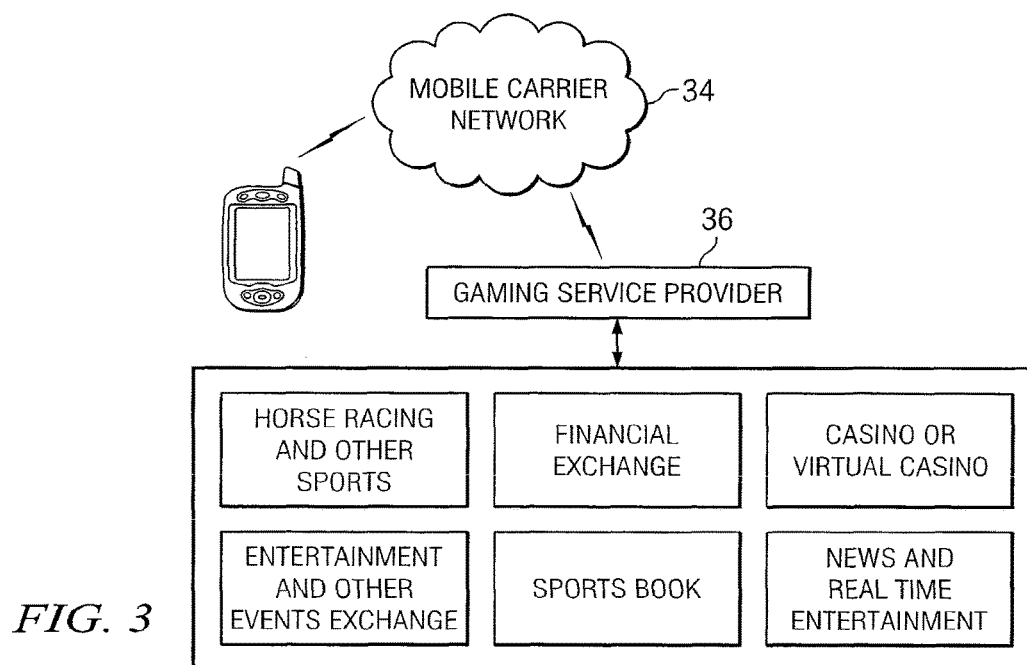 MOBILE CARRIER
NETWORK
34
36
GAMING SERVICE PROVIDER
HORSE RACING
AND OTHER
SPORTS
FINANCIAL
EXCHANGE
CASINO OR
VIRTUAL CASINO
ENTERTAINMENT
AND OTHER
EVENTS EXCHANGE
SPORTS BOOK
NEWS AND
REAL TIME
ENTERTAINMENT
FIG. 3